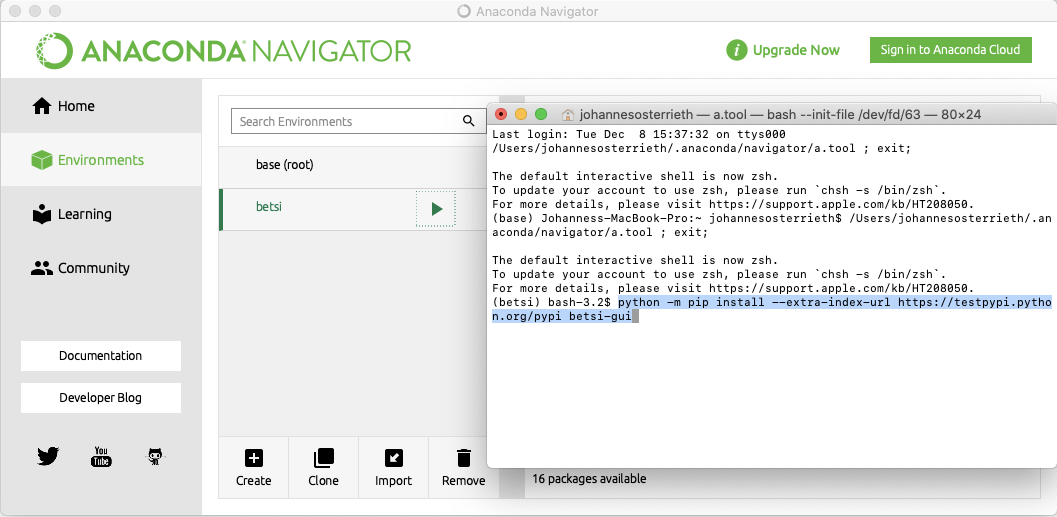 Anaconda Navigator
ANACONDA NAVIGATOR
Upgrade Now
Sign in to Anaconda Cloud
Home
Environments
Learning
Community
Documentation
Developer Blog
You
Tube
Search Environments
base (root)
betsi
Create
Clone
Import
Remove
16 packages available
johannesosterrieth — a.tool — bash --init-file /dev/fd/63 — 80×24
Last login: Tue Dec  8 15:37:32 on ttys000
/Users/johannesosterrieth/.anaconda/navigator/a.tool ; exit;
The default interactive shell is now zsh.
To update your account to use zsh, please run `chsh -s /bin/zsh`.
For more details, please visit https://support.apple.com/kb/HT208050.
(base) Johanness-MacBook-Pro:~ johannesosterrieth$ /Users/johannesosterrieth/.an
aconda/navigator/a.tool ; exit;
The default interactive shell is now zsh.
To update your account to use zsh, please run `chsh -s /bin/zsh`.
For more details, please visit https://support.apple.com/kb/HT208050.
(betsi) bash-3.2$ python -m pip install --extra-index-url https://testpypi.pytho
n.org/pypi betsi-gui